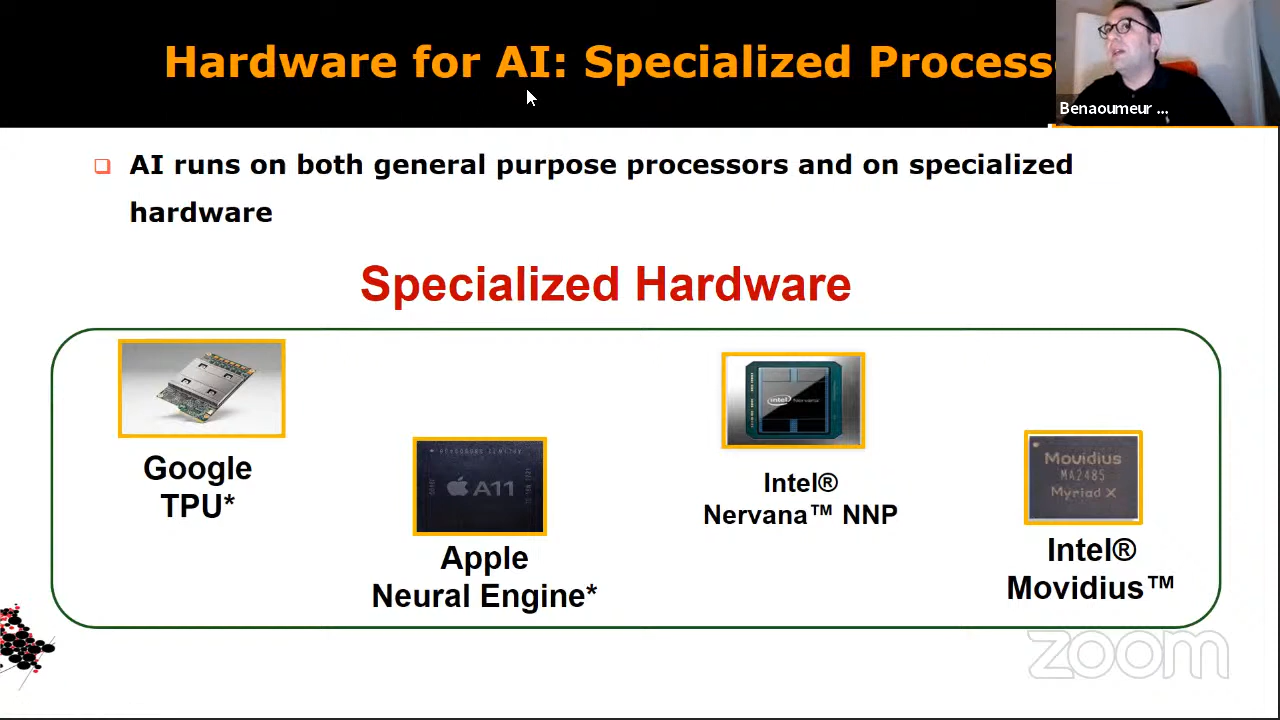 Hardware for AI: Specialized Process
Benaoumeur ...
❑ AI runs on both general purpose processors and on specialized
hardware
Specialized Hardware
Google
TPU*
A11
Apple
Neural Engine*
intel
Intel®
Nervana™ NNP
Movidius
MA2485
Myriad X
Intel®
Movidius™
zoom